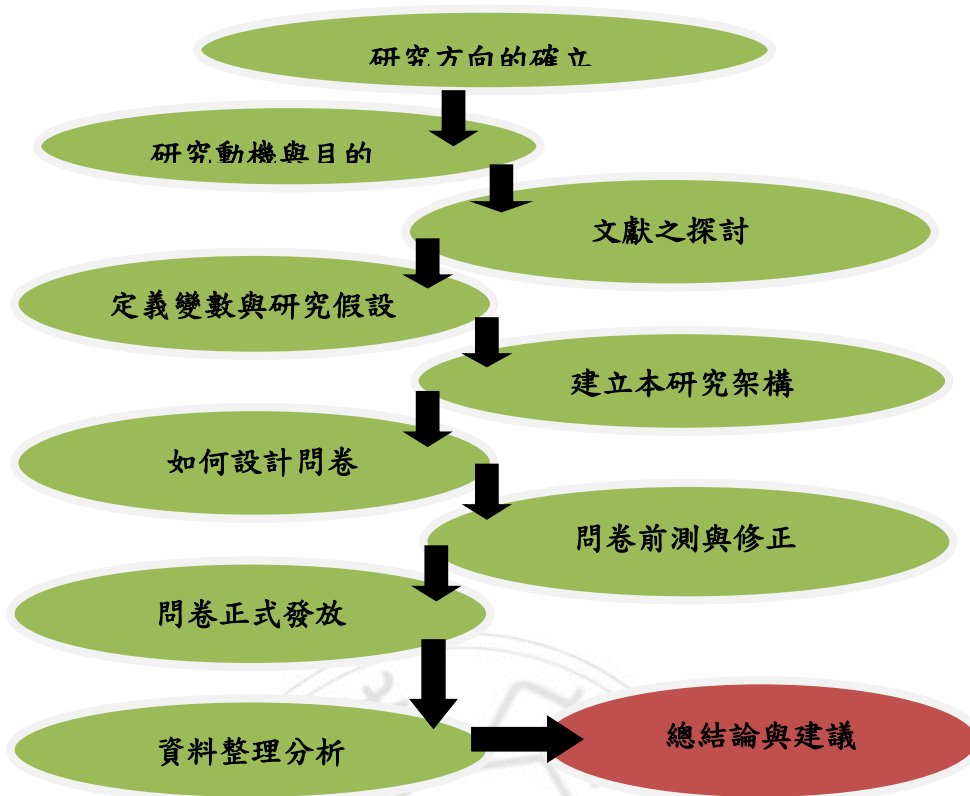 研究方向的確立
研究動機與目的
文獻之探討
定義變數與研究假設
建立本研究架構
如何設計問卷
問卷前測與修正
問卷正式發放
資料整理分析
總結論與建議